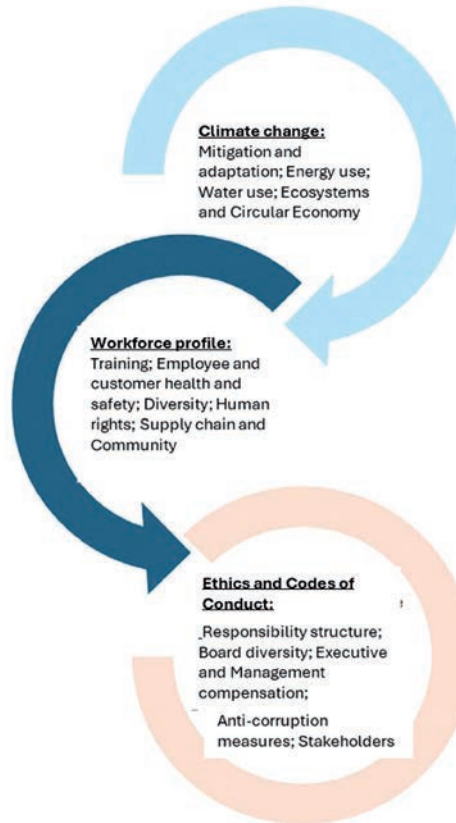 Climate change:
Mitigation and
adaptation; Energy use;
Water use; Ecosystems
and Circular Economy
Workforce profile:
Training; Employee and
customer health and
safety; Diversity; Human
rights; Supply chain and
Community
Ethics and Codes of
Conduct:
Responsibility structure;
Board diversity; Executive
and Management
compensation;
Anti-corruption
measures; Stakeholders